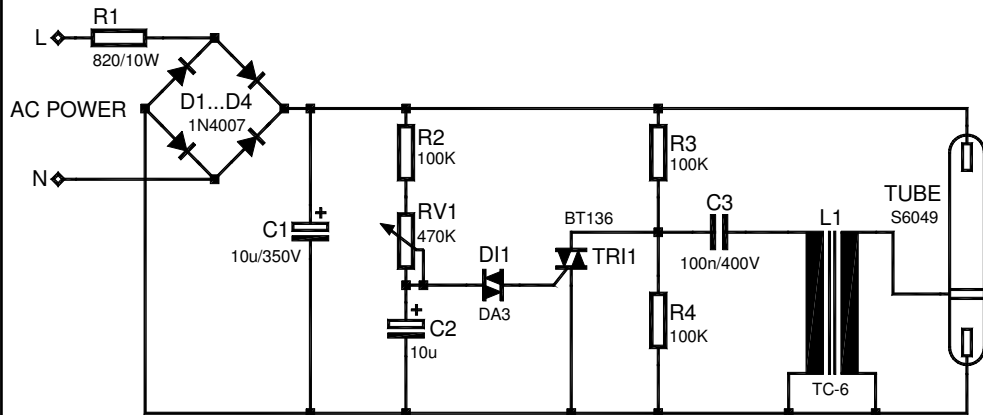 R1
L
820/10W
AC POWER
D1...D4
1N4007
N
R2
100K
RV1
470K
C1
10u/350V
DI1
DA3
C2
10u
BT136
TRI1
R3
100K
C3
100n/400V
R4
100K
L1
TC-6
TUBE
S6049
+
+